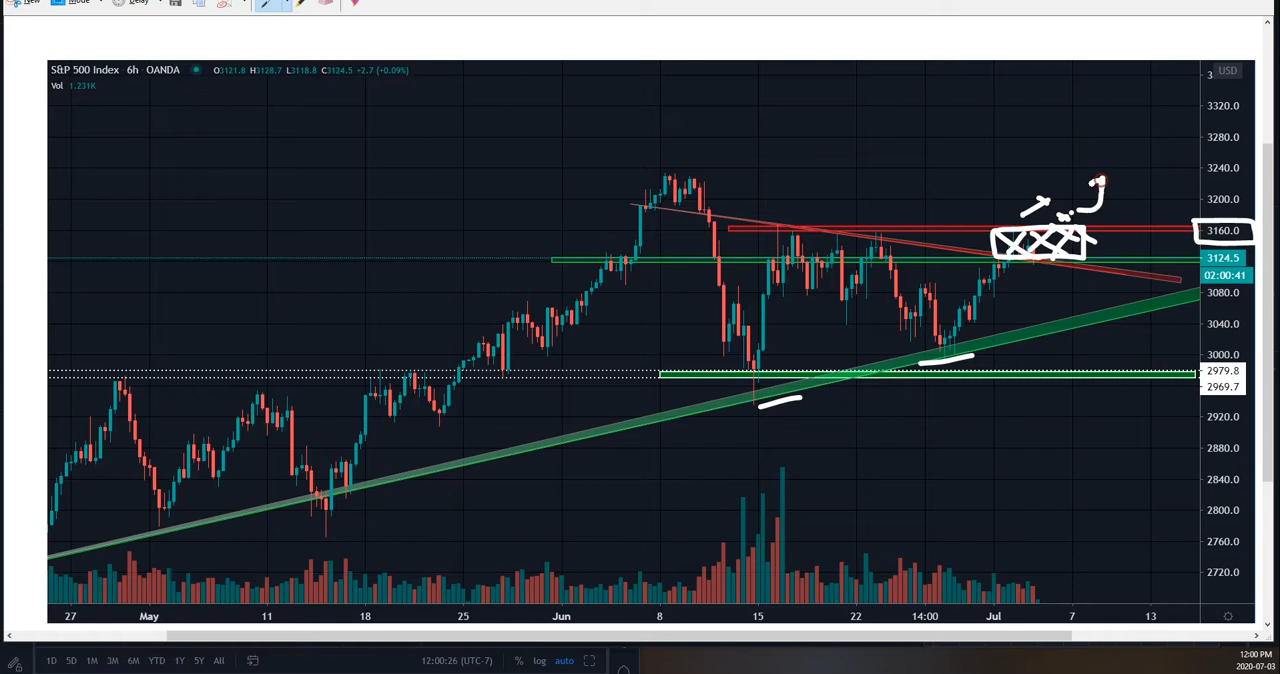 New Mode Delay
S&P 500 Index · 6h · OANDA O3121.8 H3128.7 L3118.8 C3124.5 +2.7 (+0.09%)
Vol 1.231K
USD
3320.0
3280.0
3240.0
3200.0
3160.0
3124.5
02:00:41
3080.0
3040.0
3000.0
2979.8
2969.7
2920.0
2880.0
2840.0
2800.0
2760.0
2720.0
27 May 11 18 25 Jun 8 15 22 14:00 Jul 7 13
1D 5D 1M 3M 6M YTD 1Y 5Y All 12:00:26 (UTC-7) % log auto
12:00 PM
2020-07-03